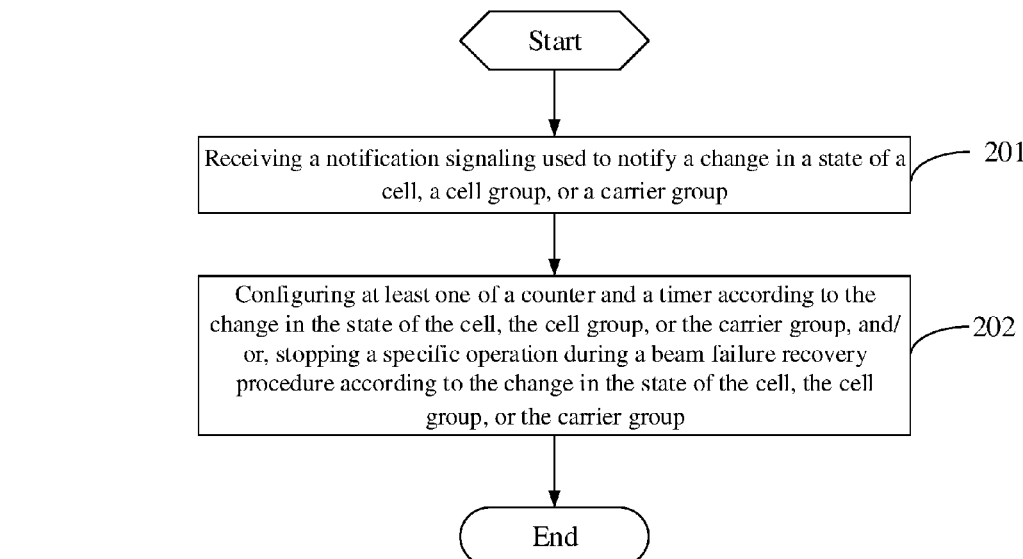 Start
Receiving a notification signaling used to notify a change in a state of a
cell, a cell group, or a carrier group
201
Configuring at least one of a counter and a timer according to the
change in the state of the cell, the cell group, or the carrier group, and/
or, stopping a specific operation during a beam failure recovery
procedure according to the change in the state of the cell, the cell
group, or the carrier group
202
End